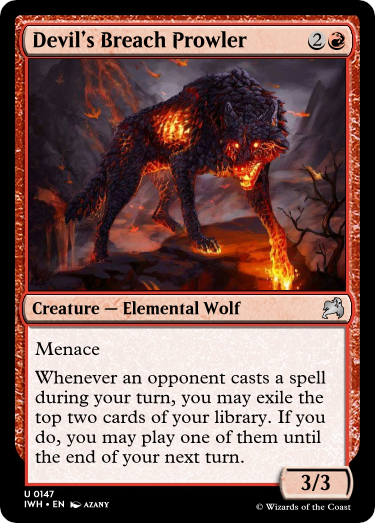 Devil's Breach Prowler 2
Creature — Elemental Wolf
Menace
Whenever an opponent casts a spell
during your turn, you may exile the
top two cards of your library. If you
do, you may play one of them until
the end of your next turn.
3/3
U 0147
IWH • EN AZANY
© Wizards of the Coast